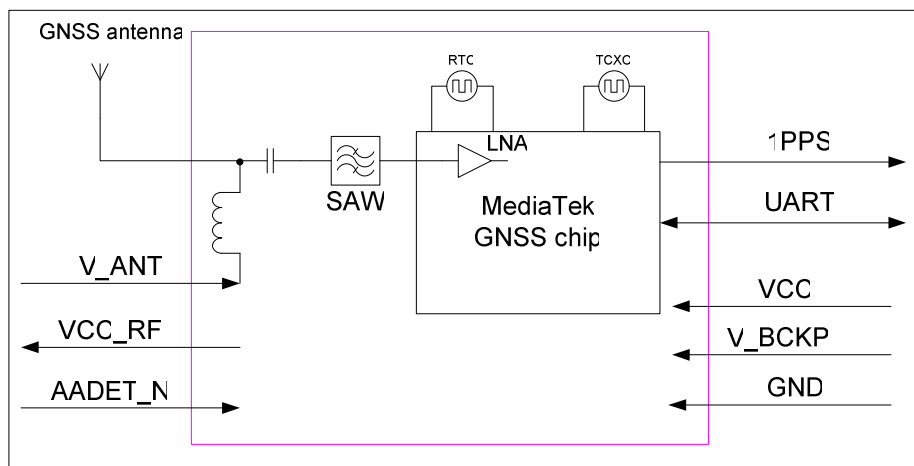 GNSS antenna
RTC
TCXO
LNA
1PPS
SAW
MediaTek
GNSS chip
UART
V_ANT
VCC
VCC_RF
V_BCKP
AADET_N
GND